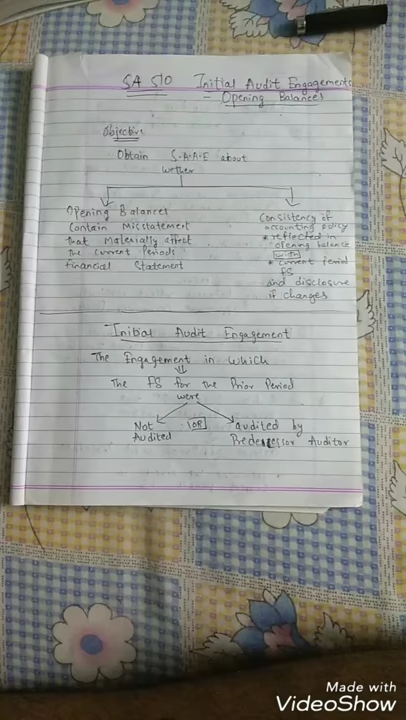 SA 510 Initial Audit Engagements
- Opening Balances
Objective
Obtain S.A.A.E about
wether
Opening Balances
Contain Misstatement
that Materially affect
the current Periods
Financial Statement
Consistency of
accounting policy
* reflected in
opening balance
with
* current period
FS
and disclosure
if changes
Initial Audit Engagement
The Engagement in which
The FS for the Prior Period
were
Not
Audited
OR
audited by
Predecessor Auditor
Made with
VideoShow